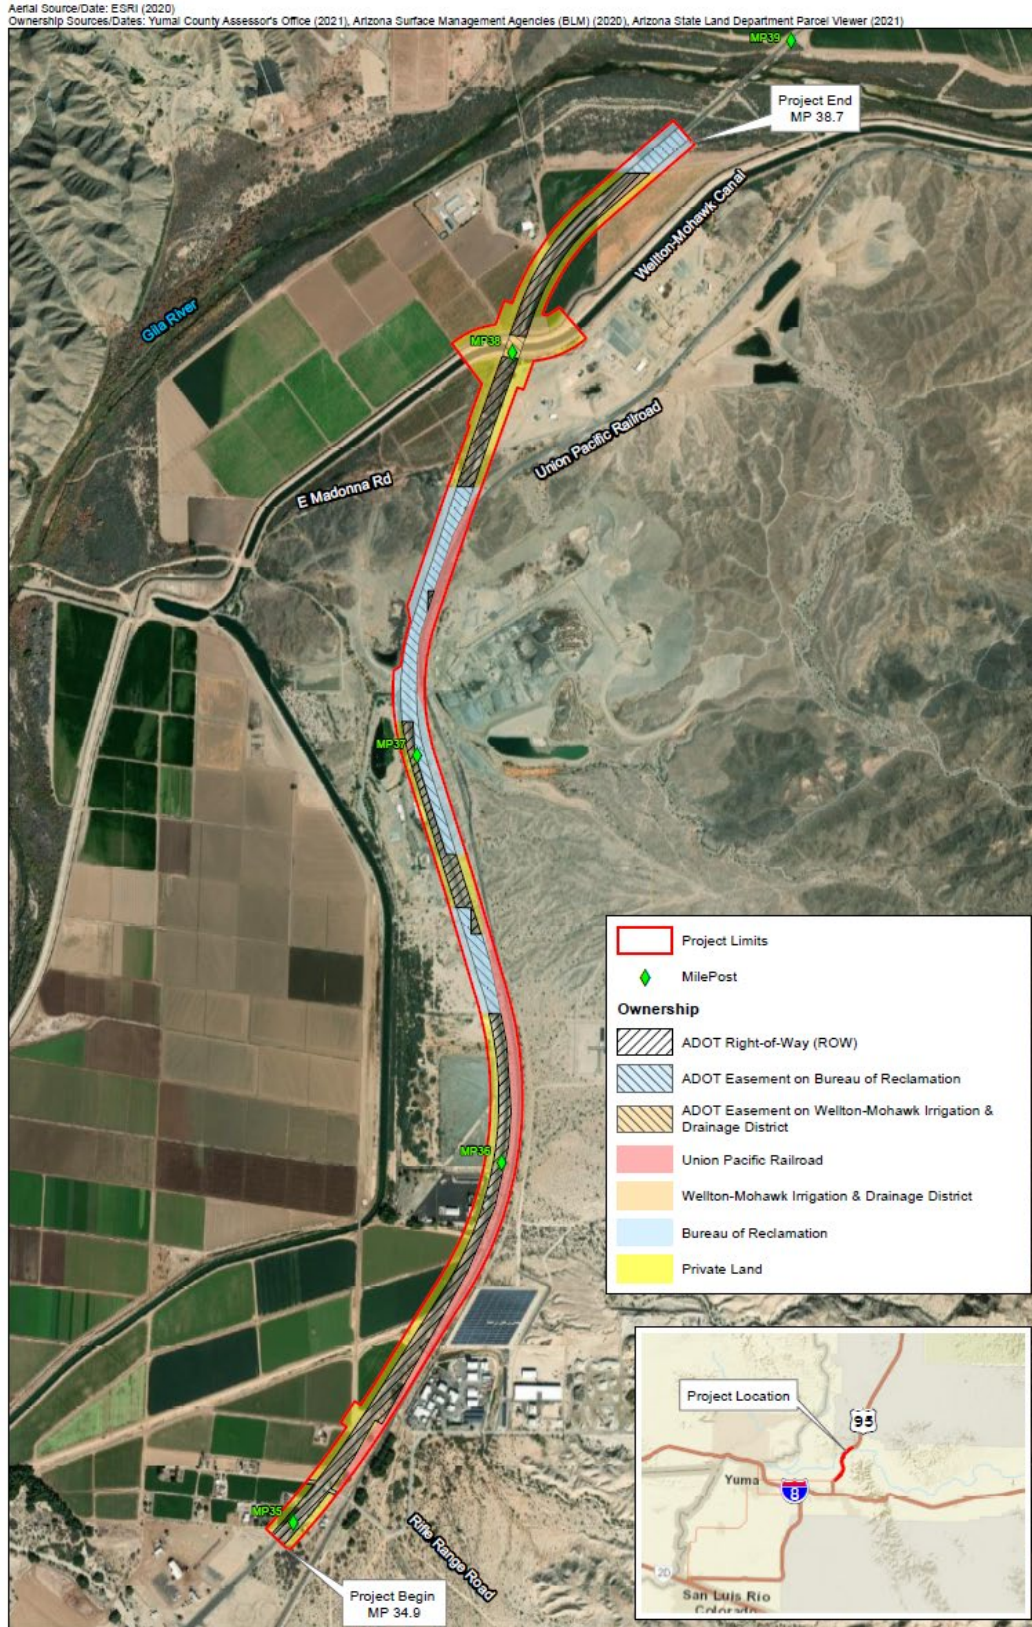 Aerial Source/Date: ESRI (2020)
Ownership Sources/Dates: Yumal County Assessor's Office (2021), Arizona Surface Management Agencies (BLM) (2020), Arizona State Land Department Parcel Viewer (2021)
MP39
Project End
MP 38.7
Wellton-Mohawk Canal
Gila River
MP38
Union Pacific Railroad
E Madonna Rd
MP37
Project Limits
MilePost
Ownership
ADOT Right-of-Way (ROW)
ADOT Easement on Bureau of Reclamation
ADOT Easement on Wellton-Mohawk Irrigation &
Drainage District
Union Pacific Railroad
Wellton-Mohawk Irrigation & Drainage District
Bureau of Reclamation
Private Land
MP36
MP35
Rifle Range Road
Project Begin
MP 34.9
Project Location
95
Yuma
8
2D
San Luis Río
Colorado